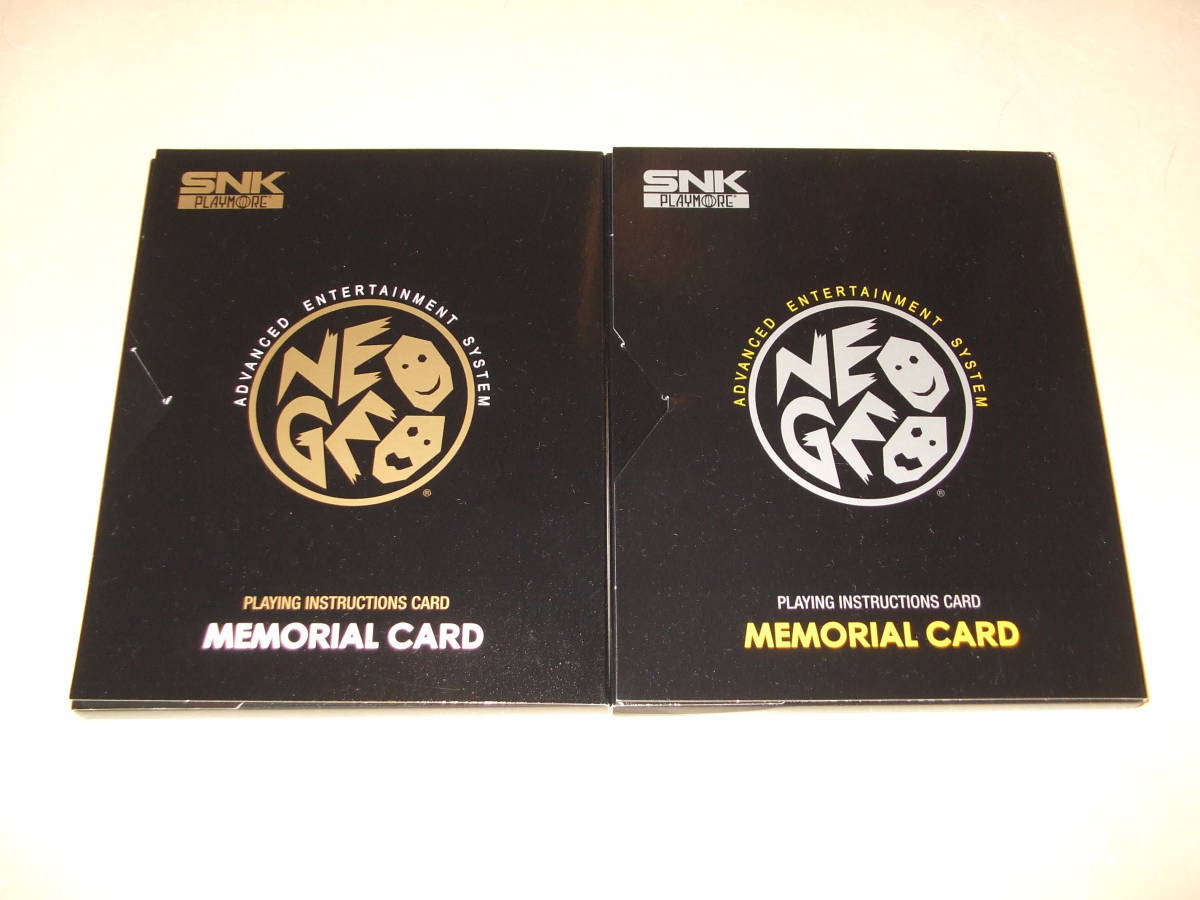 SNK
PLAYMORE®
ADVANCED ENTERTAINMENT SYSTEM
NEO
GEO
®
PLAYING INSTRUCTIONS CARD
MEMORIAL CARD
SNK
PLAYMORE®
ADVANCED ENTERTAINMENT SYSTEM
NEO
GEO
®
PLAYING INSTRUCTIONS CARD
MEMORIAL CARD